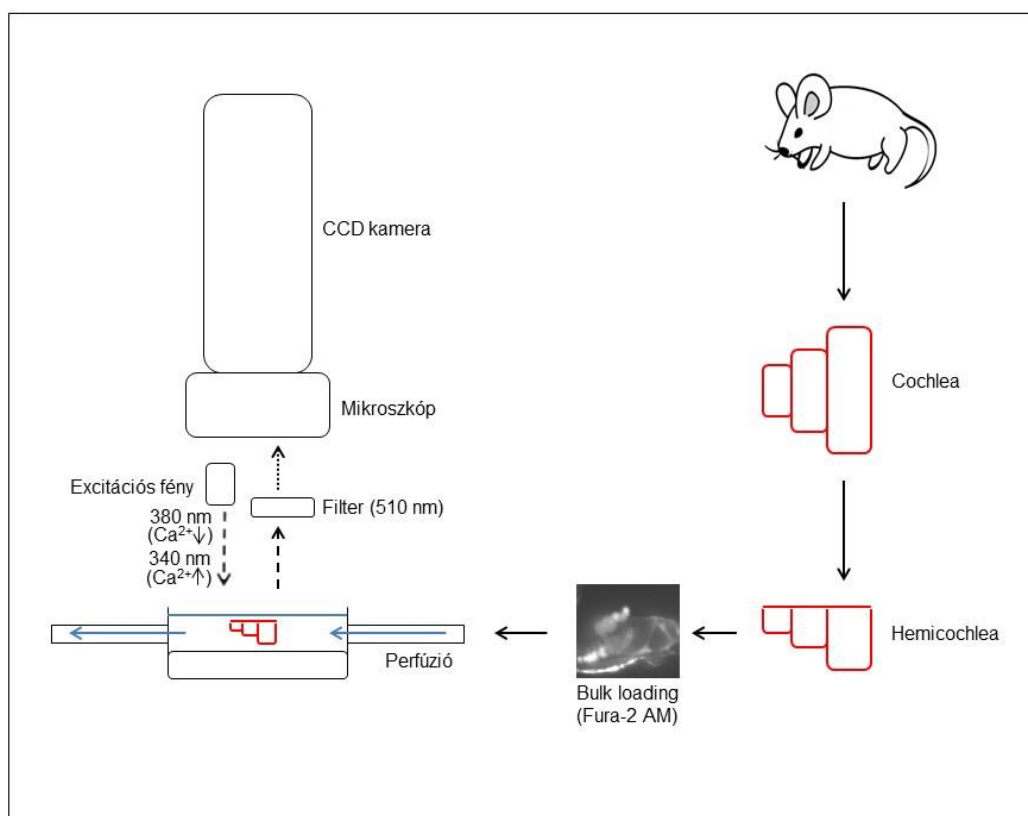 CCD kamera
Mikroszkóp
Excitációs fény
Filter (510 nm)
380 nm
(Ca²⁺↓)
340 nm
(Ca²⁺↑)
Perfúzió
Cochlea
Hemicochlea
Bulk loading
(Fura-2 AM)